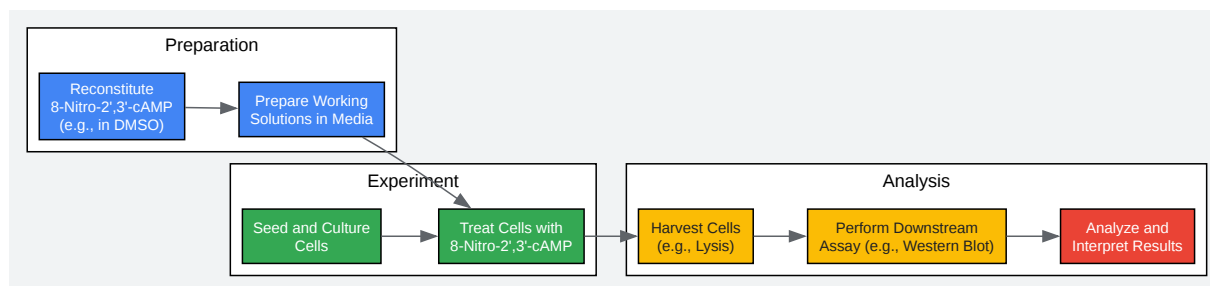 Preparation
Reconstitute
8-Nitro-2',3'-cAMP
(e.g., in DMSO)
Prepare Working
Solutions in Media
Experiment
Seed and Culture
Cells
Treat Cells with
8-Nitro-2',3'-cAMP
Analysis
Harvest Cells
(e.g., Lysis)
Perform Downstream
Assay (e.g., Western Blot)
Analyze and
Interpret Results